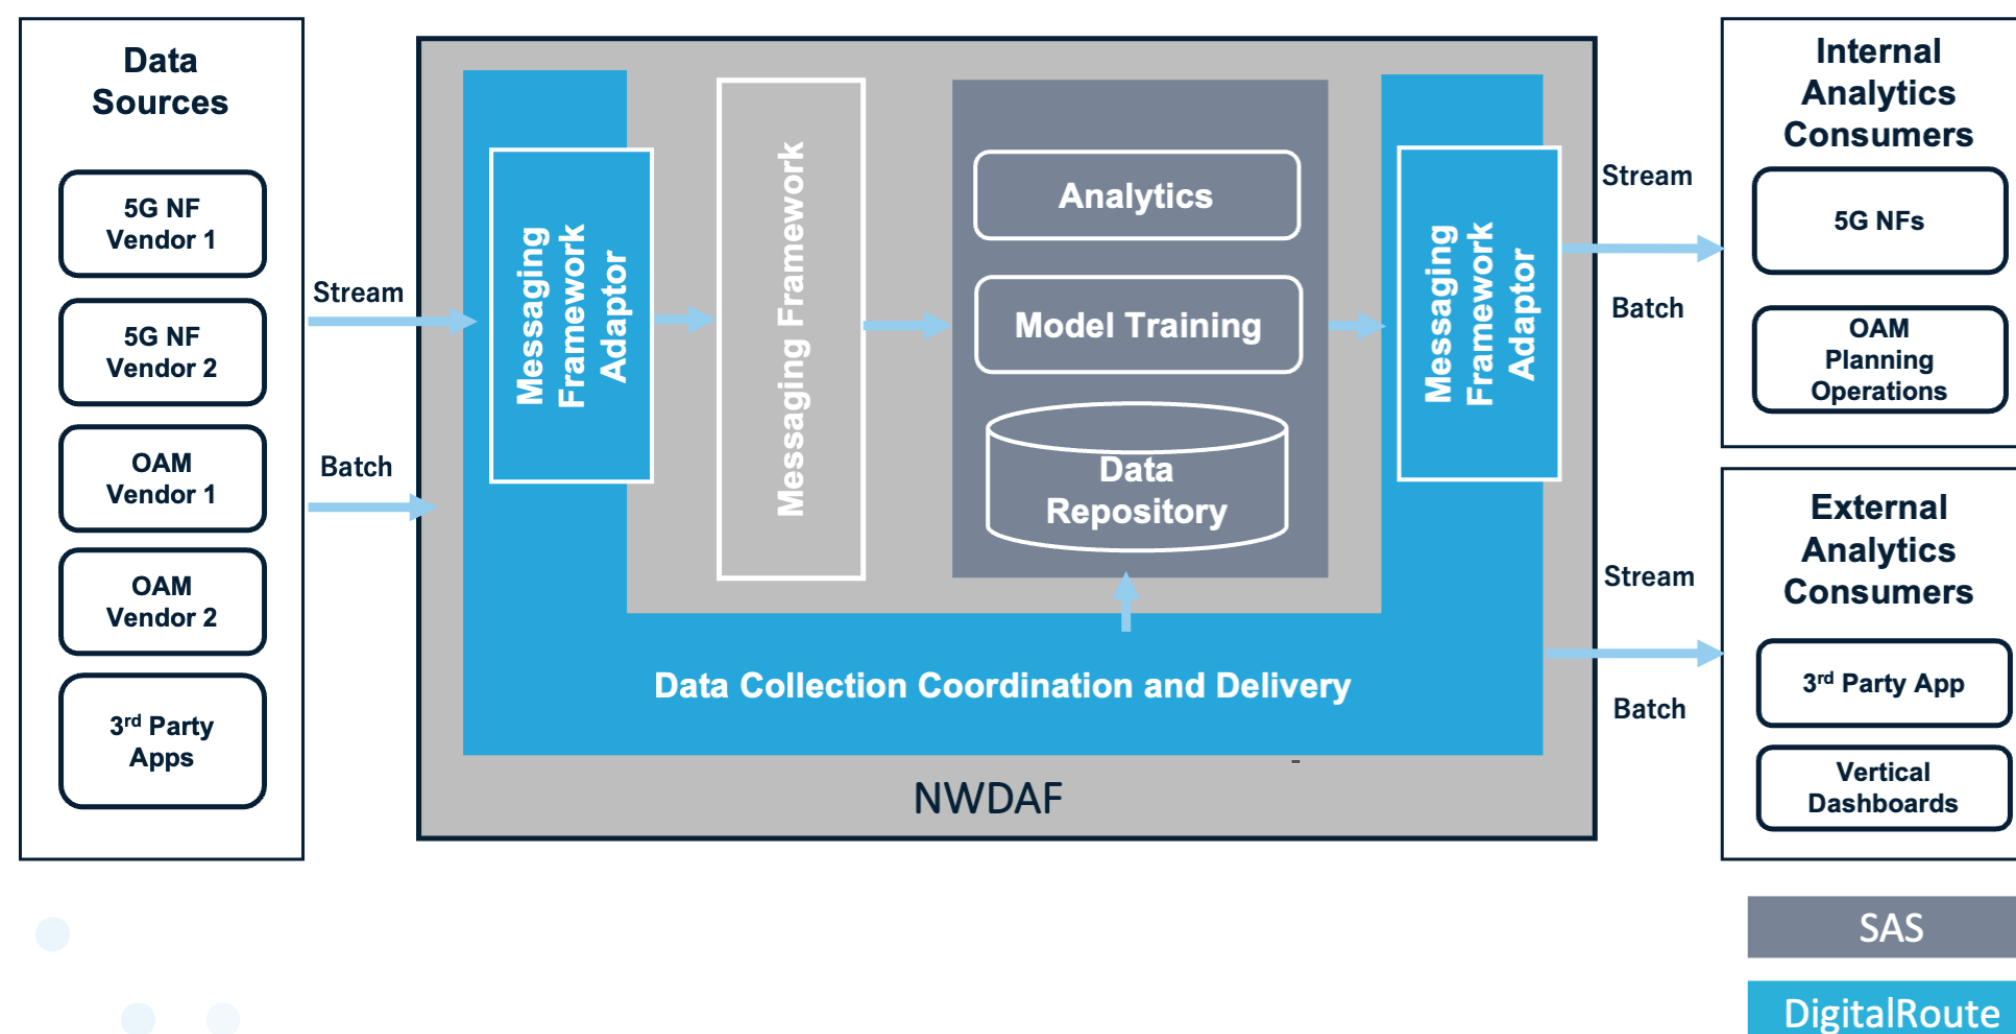 Data
Sources
5G NF
Vendor 1
5G NF
Vendor 2
OAM
Vendor 1
OAM
Vendor 2
3rd Party
Apps
Stream
Batch
Messaging
Framework
Adaptor
Messaging Framework
Analytics
Model Training
Data
Repository
Messaging
Framework
Adaptor
Data Collection Coordination and Delivery
NWDAF
Stream
Batch
Stream
Batch
Internal
Analytics
Consumers
5G NFs
OAM
Planning
Operations
External
Analytics
Consumers
3rd Party App
Vertical
Dashboards
SAS
DigitalRoute